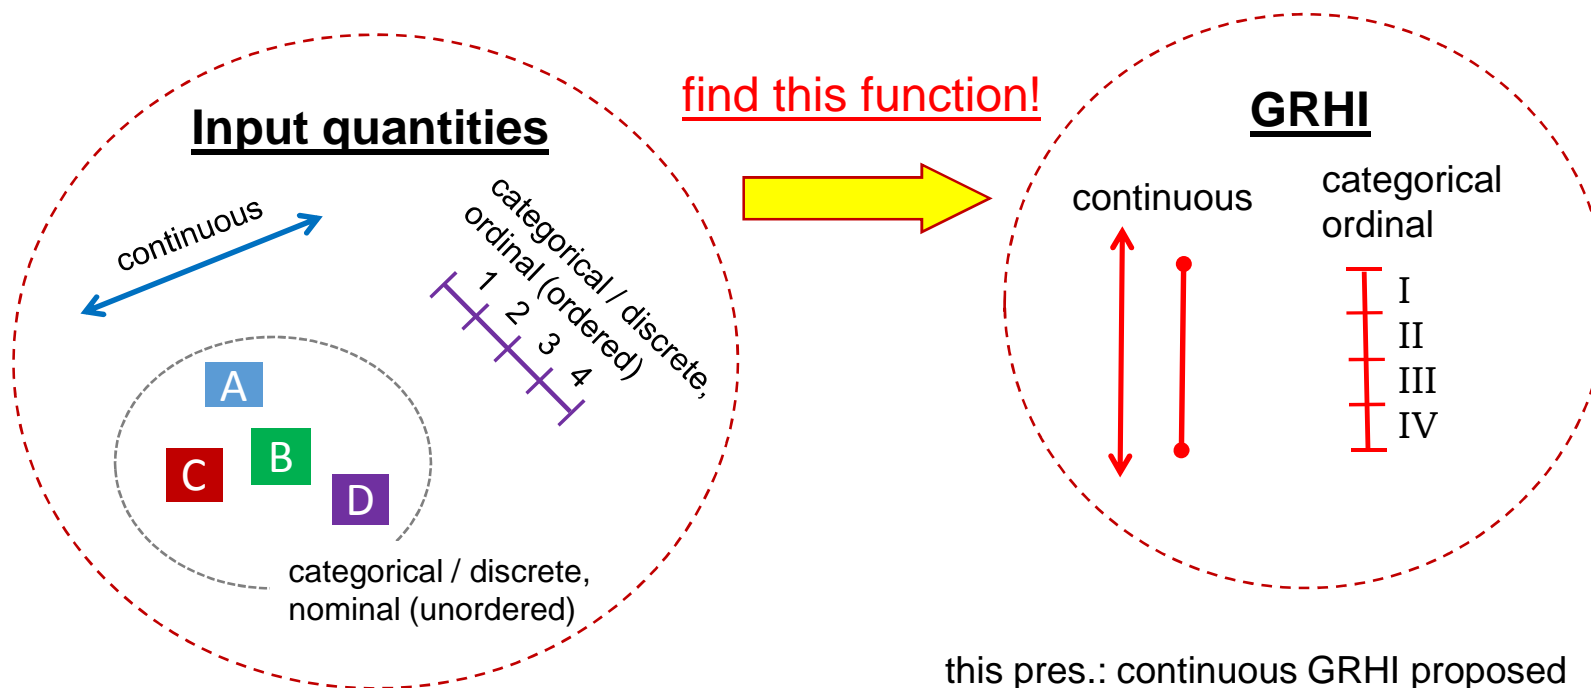 Input quantities
continuous
categorical / discrete,
ordinal (ordered)
1
2
3
4
A
B
C
D
categorical / discrete,
nominal (unordered)
find this function!
GRHI
continuous
categorical
ordinal
I
II
III
IV
this pres.: continuous GRHI proposed